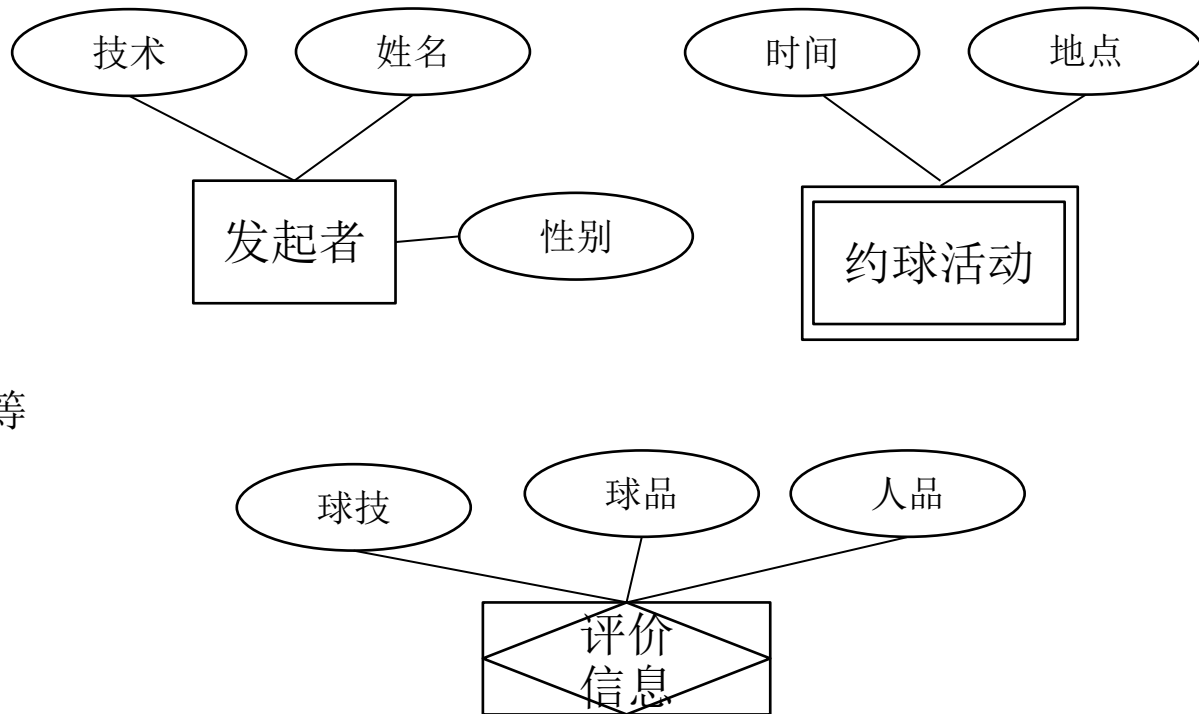 技术
姓名
时间
地点
发起者
性别
约球活动
等
球技
球品
人品
评价
信息